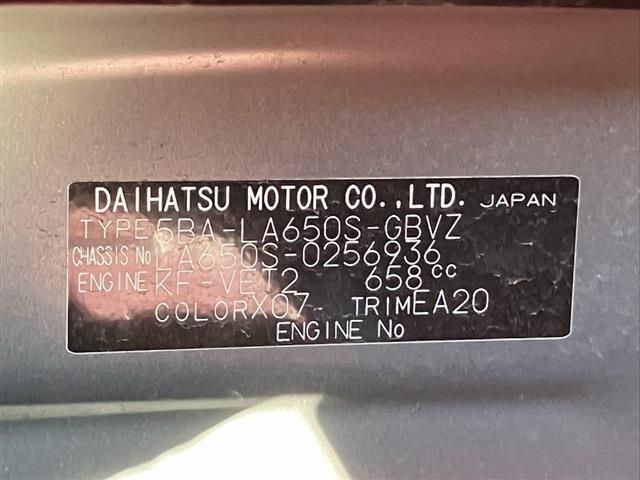 DAIHATSU MOTOR CO.,LTD. JAPAN
TYPE 5BA-LA650S-GBVZ
CHASSIS No LA650S-0256936
ENGINE KF-VET2 658cc
COLOR X07 TRIM EA20
ENGINE No